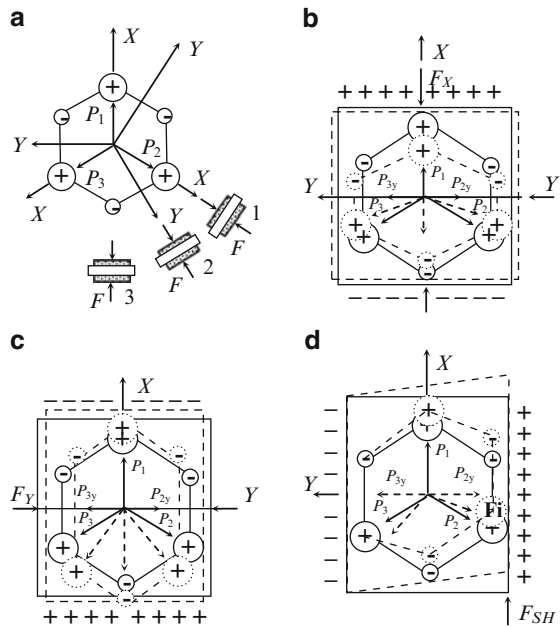 a
X
Y
P1
P2
Y
P3
X
X
Y
1
F
2
F
F
3
b
X
FX
+ + + + + + + + +
P1
Y
P3y
P2y
Y
P3
P2
− − − − − − − −
c
X
− − − − − − − −
P1
FY
P3y
P2y
Y
P3
P2
+ + + + + + + + +
d
X
P1
P3y
P2y
Y
P3
P2
Fi
FSH